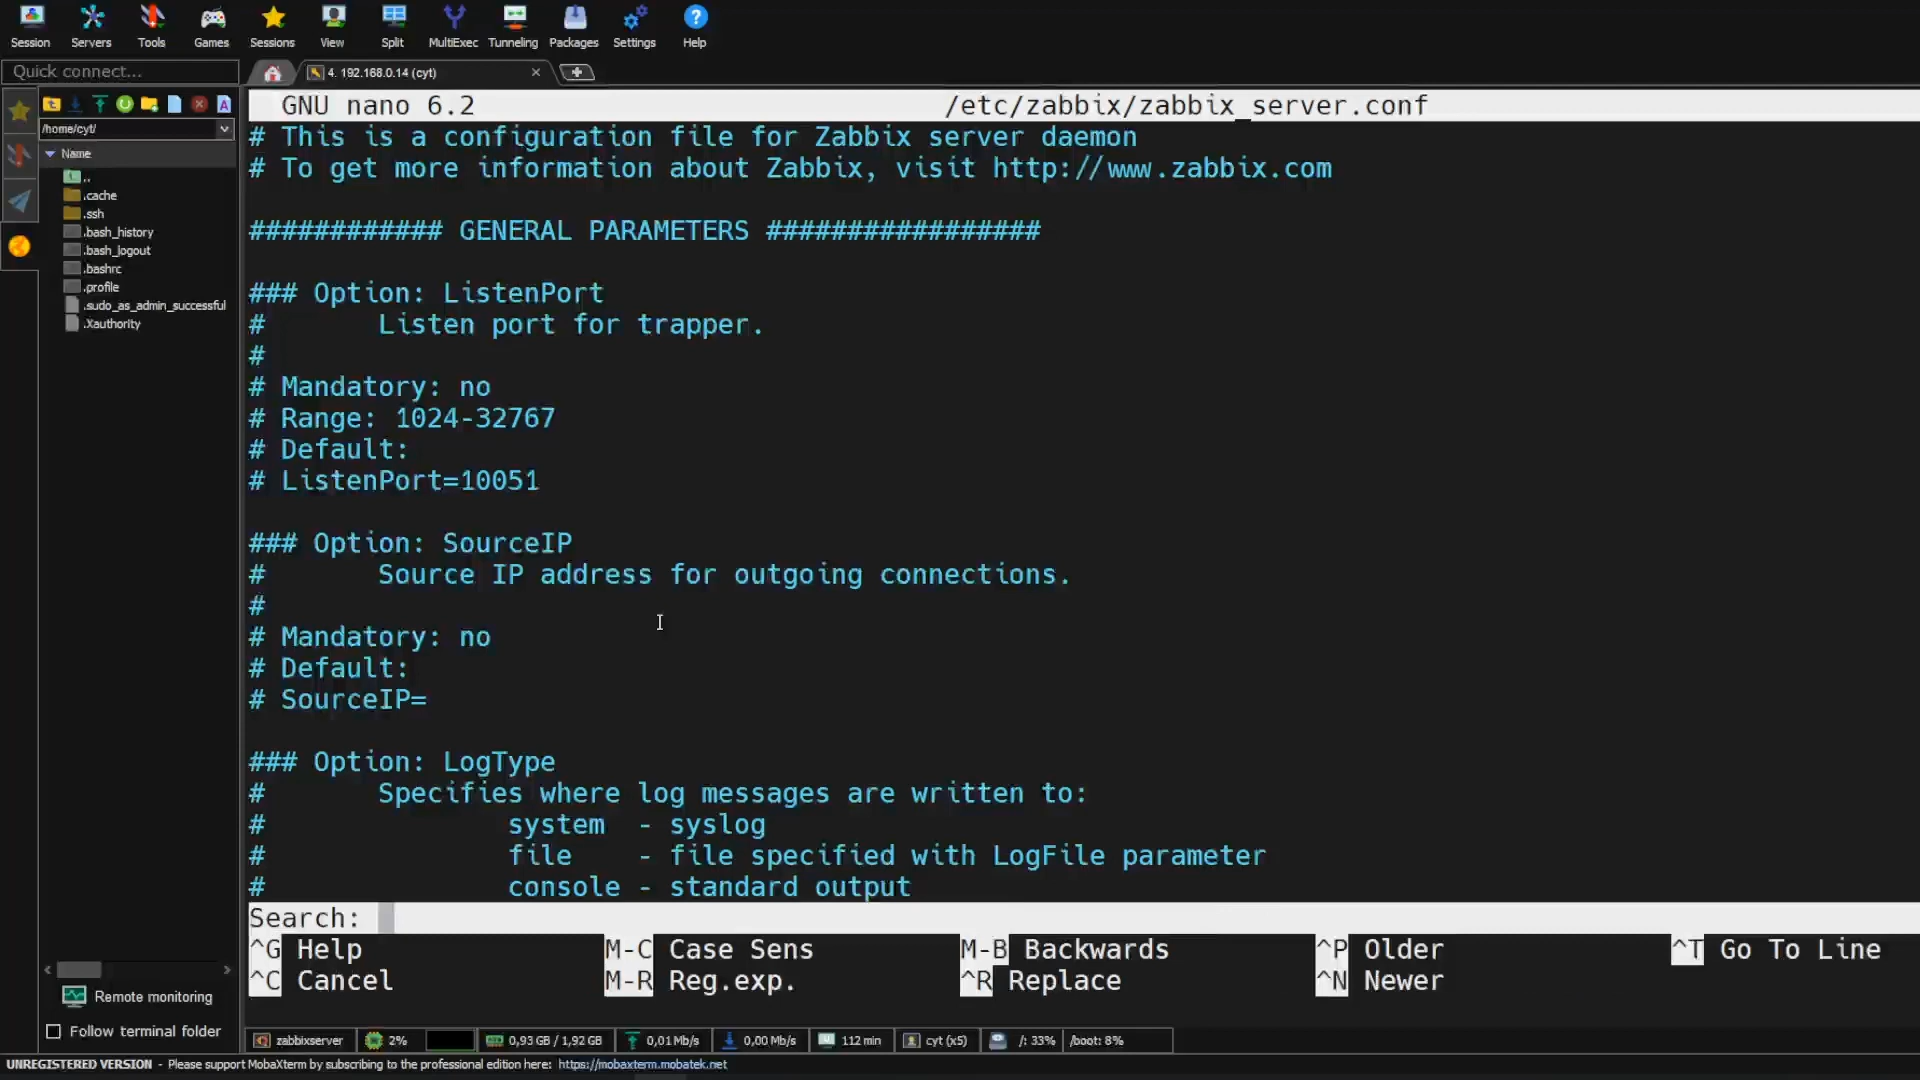 Session Servers Tools Games Sessions View Split MultiExec Tunneling Packages Settings Help
Quick connect...
4. 192.168.0.14 (cyt)
/home/cyt/
Name
..
.cache
.ssh
.bash_history
.bash_logout
.bashrc
.profile
.sudo_as_admin_successful
.Xauthority
GNU nano 6.2 /etc/zabbix/zabbix_server.conf
# This is a configuration file for Zabbix server daemon
# To get more information about Zabbix, visit http://www.zabbix.com
############ GENERAL PARAMETERS #################
### Option: ListenPort
# Listen port for trapper.
#
# Mandatory: no
# Range: 1024-32767
# Default:
# ListenPort=10051
### Option: SourceIP
# Source IP address for outgoing connections.
#
# Mandatory: no
# Default:
# SourceIP=
### Option: LogType
# Specifies where log messages are written to:
# system - syslog
# file - file specified with LogFile parameter
# console - standard output
Search:
^G Help M-C Case Sens M-B Backwards ^P Older ^T Go To Line
^C Cancel M-R Reg.exp. ^R Replace ^N Newer
Remote monitoring
Follow terminal folder
zabbixserver 2% 0,93 GB / 1,92 GB 0,01 Mb/s 0,00 Mb/s 112 min cyt (x5) /: 33% /boot: 8%
UNREGISTERED VERSION - Please support MobaXterm by subscribing to the professional edition here: https://mobaxterm.mobatek.net